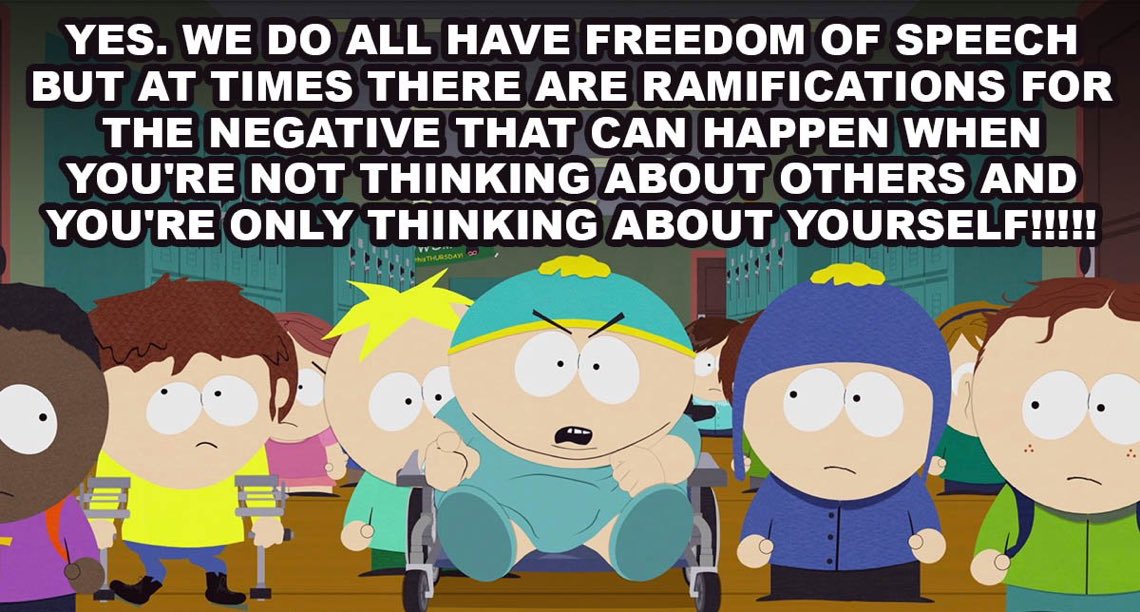 YES. WE DO ALL HAVE FREEDOM OF SPEECH
BUT AT TIMES THERE ARE RAMIFICATIONS FOR
THE NEGATIVE THAT CAN HAPPEN WHEN
YOU'RE NOT THINKING ABOUT OTHERS AND
YOU'RE ONLY THINKING ABOUT YOURSELF!!!!!
THURSDAY!